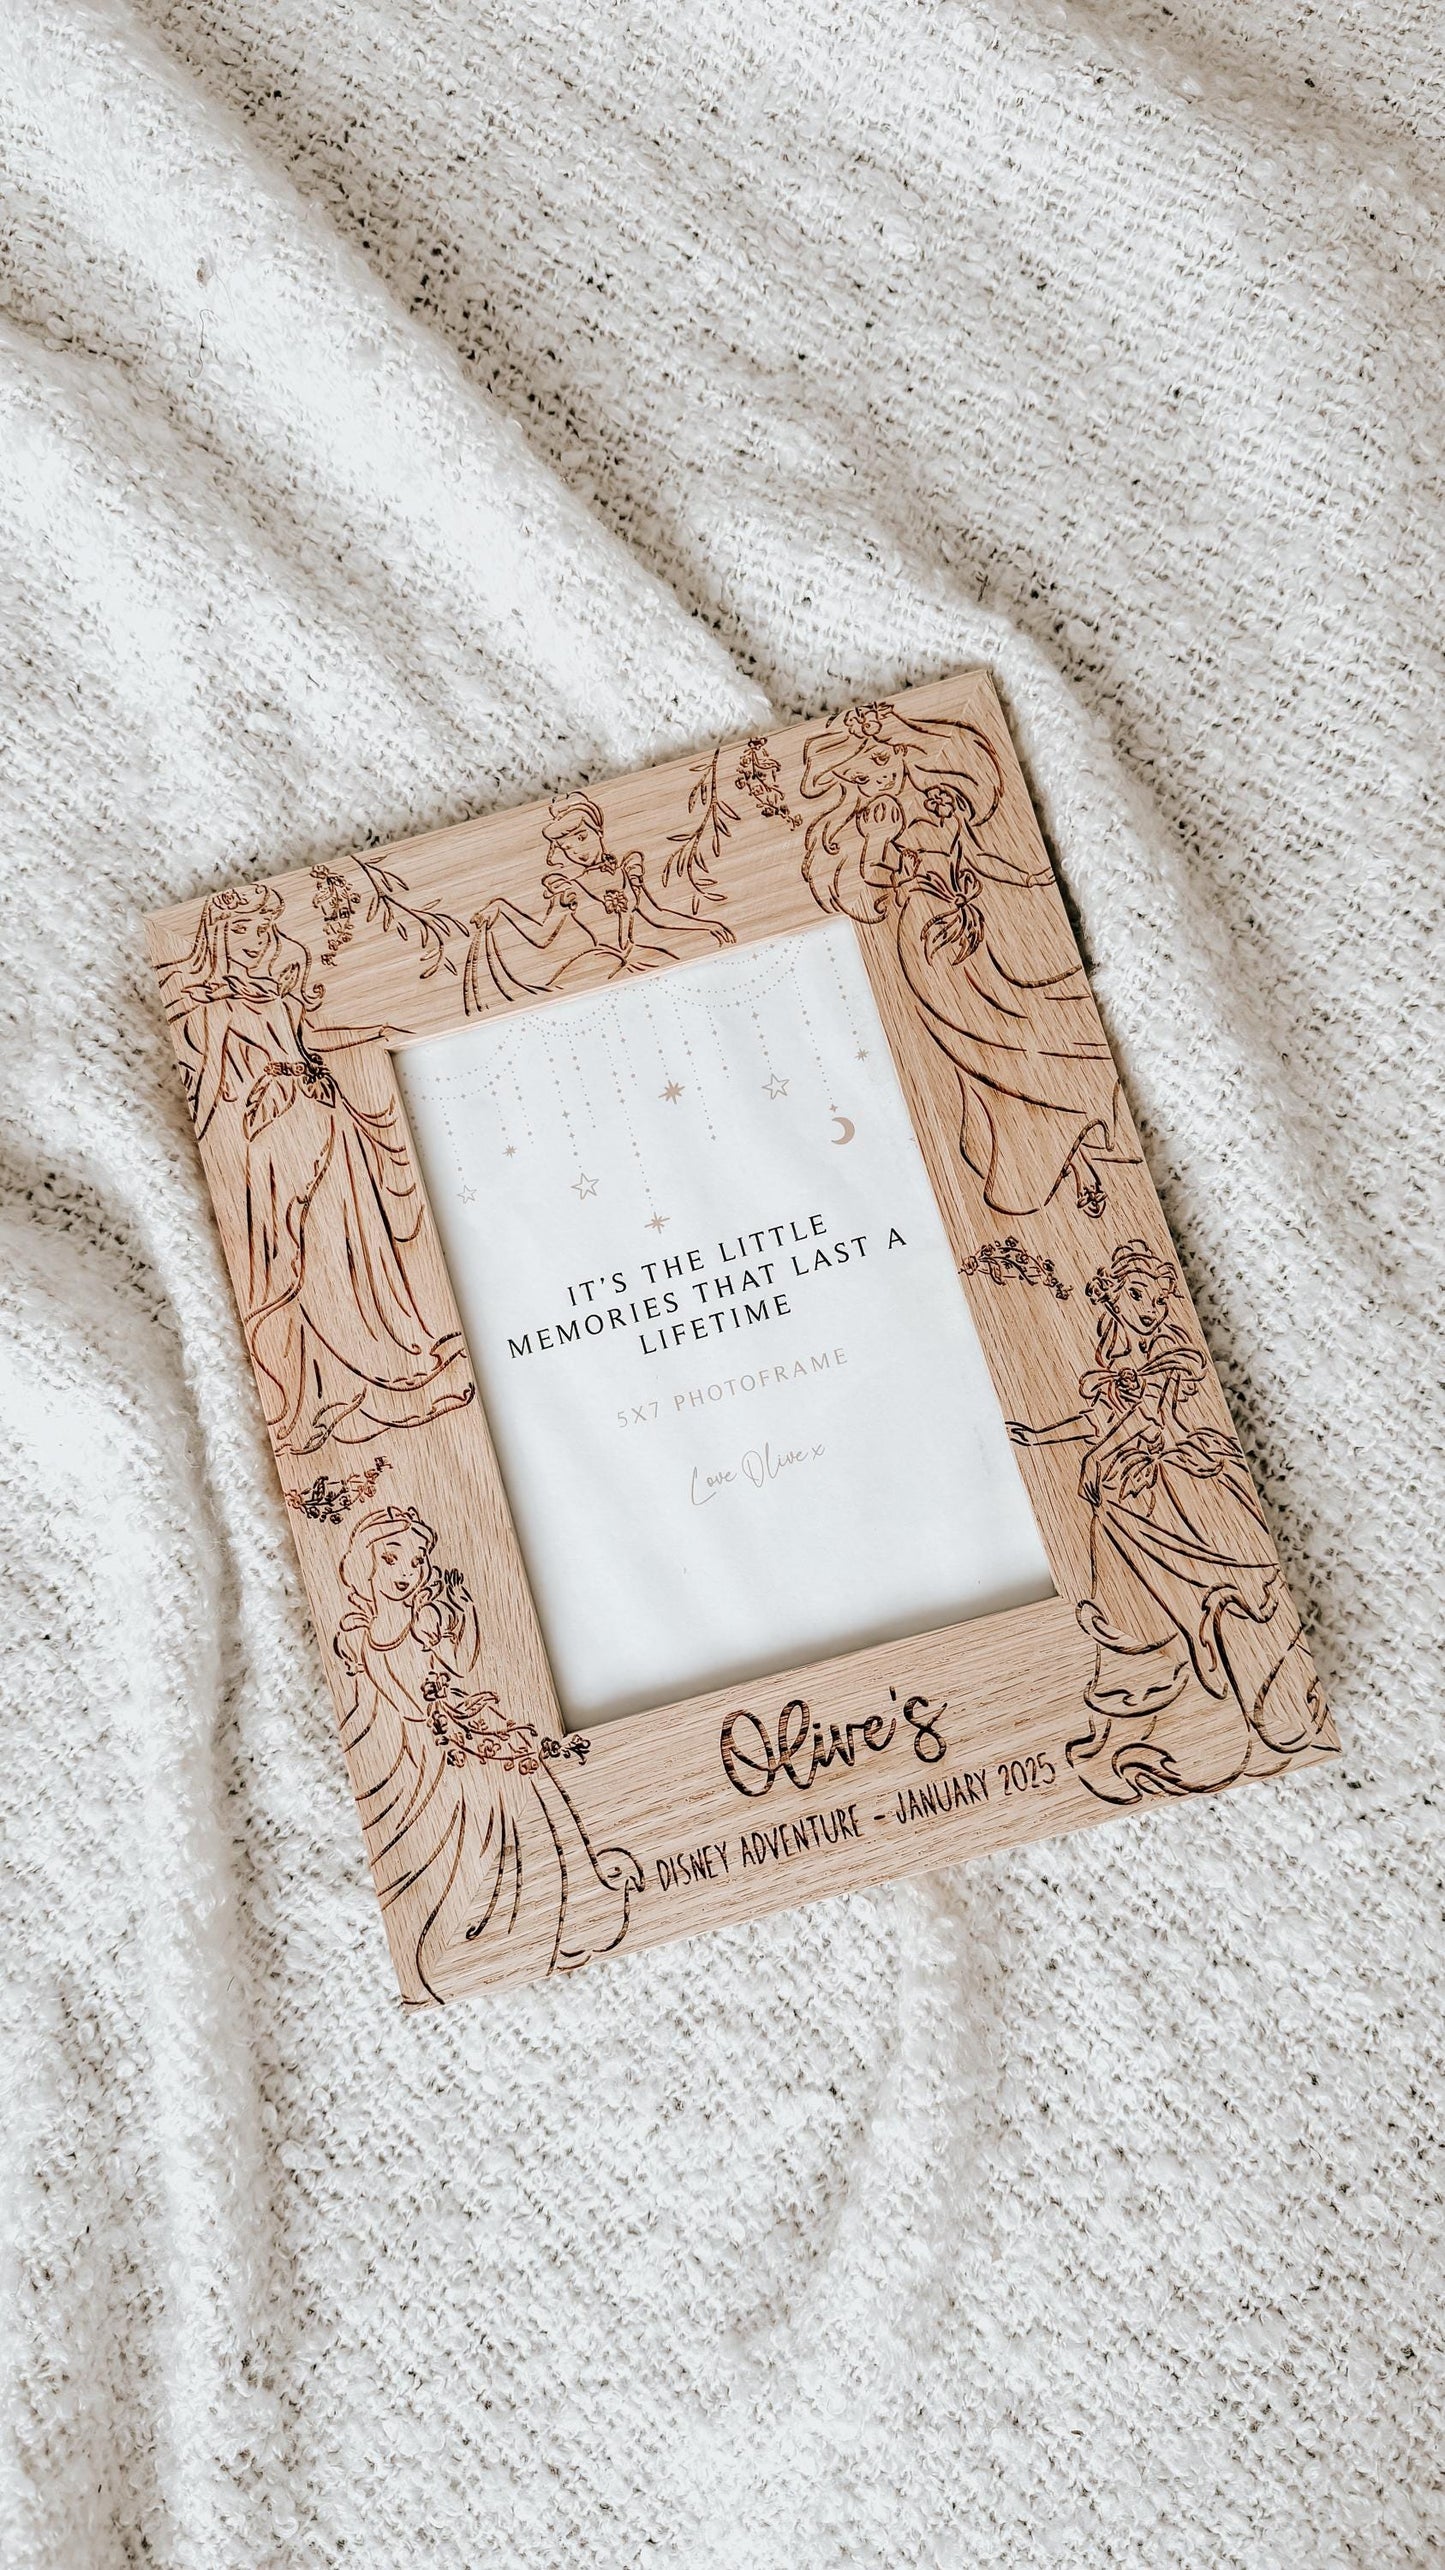 IT'S THE LITTLE
MEMORIES THAT LAST A
LIFETIME
5X7 PHOTOFRAME
Love Olive x
Olive's
DISNEY ADVENTURE - JANUARY 2025